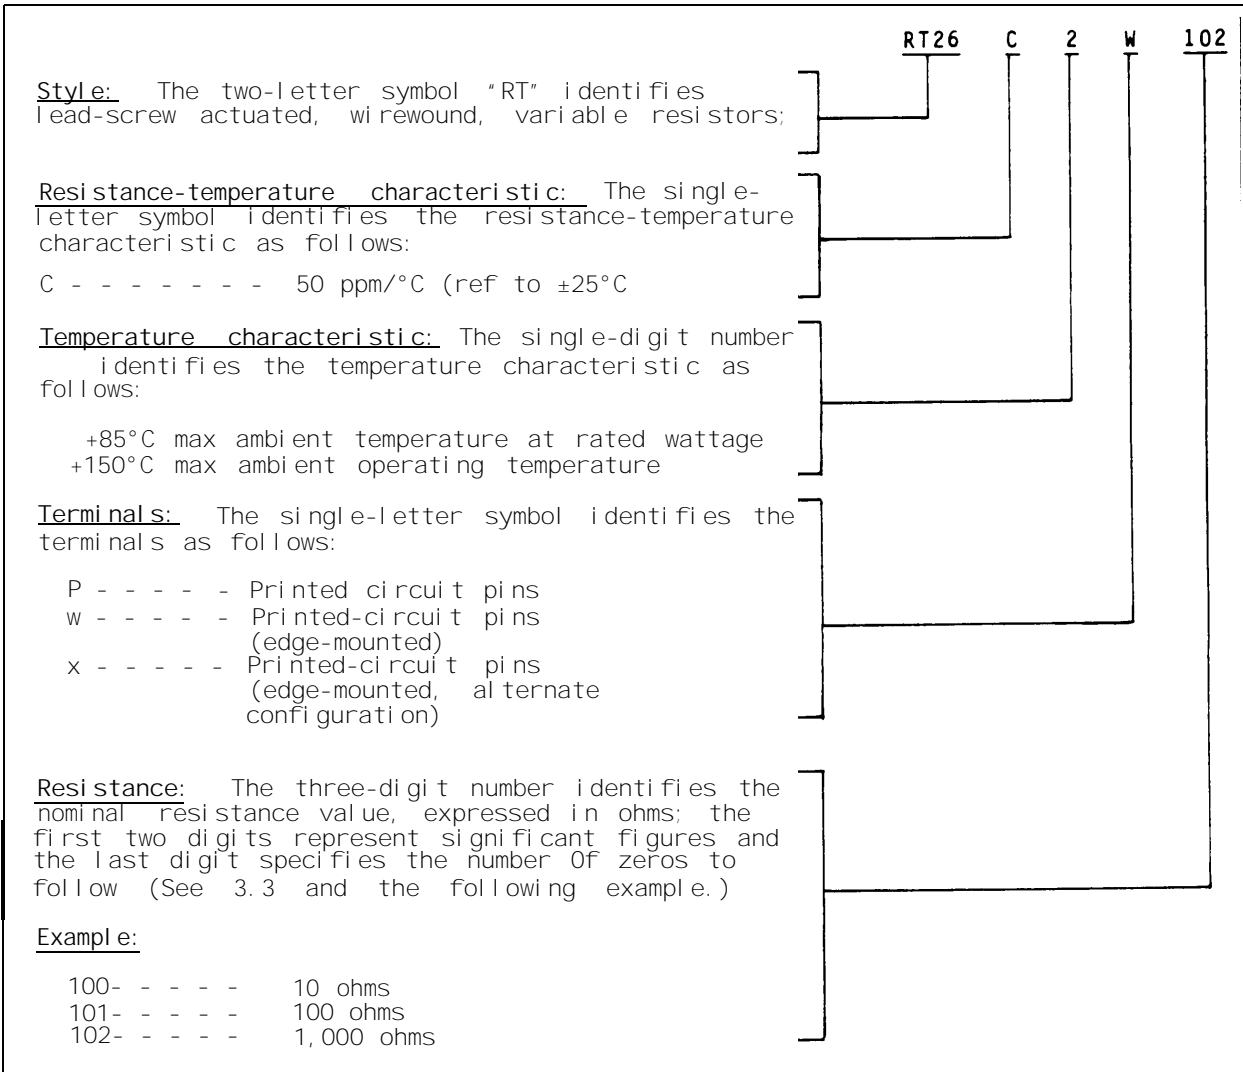 RT26 C 2 W 102
Style: The two-letter symbol "RT" identifies
lead-screw actuated, wirewound, variable resistors;
Resistance-temperature characteristic: The single-
letter symbol identifies the resistance-temperature
characteristic as follows:
C - - - - - - - 50 ppm/°C (ref to ±25°C
Temperature characteristic: The single-digit number
identifies the temperature characteristic as
follows:
+85°C max ambient temperature at rated wattage
+150°C max ambient operating temperature
Terminals: The single-letter symbol identifies the
terminals as follows:
P - - - - - Printed circuit pins
w - - - - - Printed-circuit pins
(edge-mounted)
x - - - - - Printed-circuit pins
(edge-mounted, alternate
configuration)
Resistance: The three-digit number identifies the
nominal resistance value, expressed in ohms; the
first two digits represent significant figures and
the last digit specifies the number 0f zeros to
follow (See 3.3 and the following example.)
Example:
100- - - - - 10 ohms
101- - - - - 100 ohms
102- - - - - 1,000 ohms